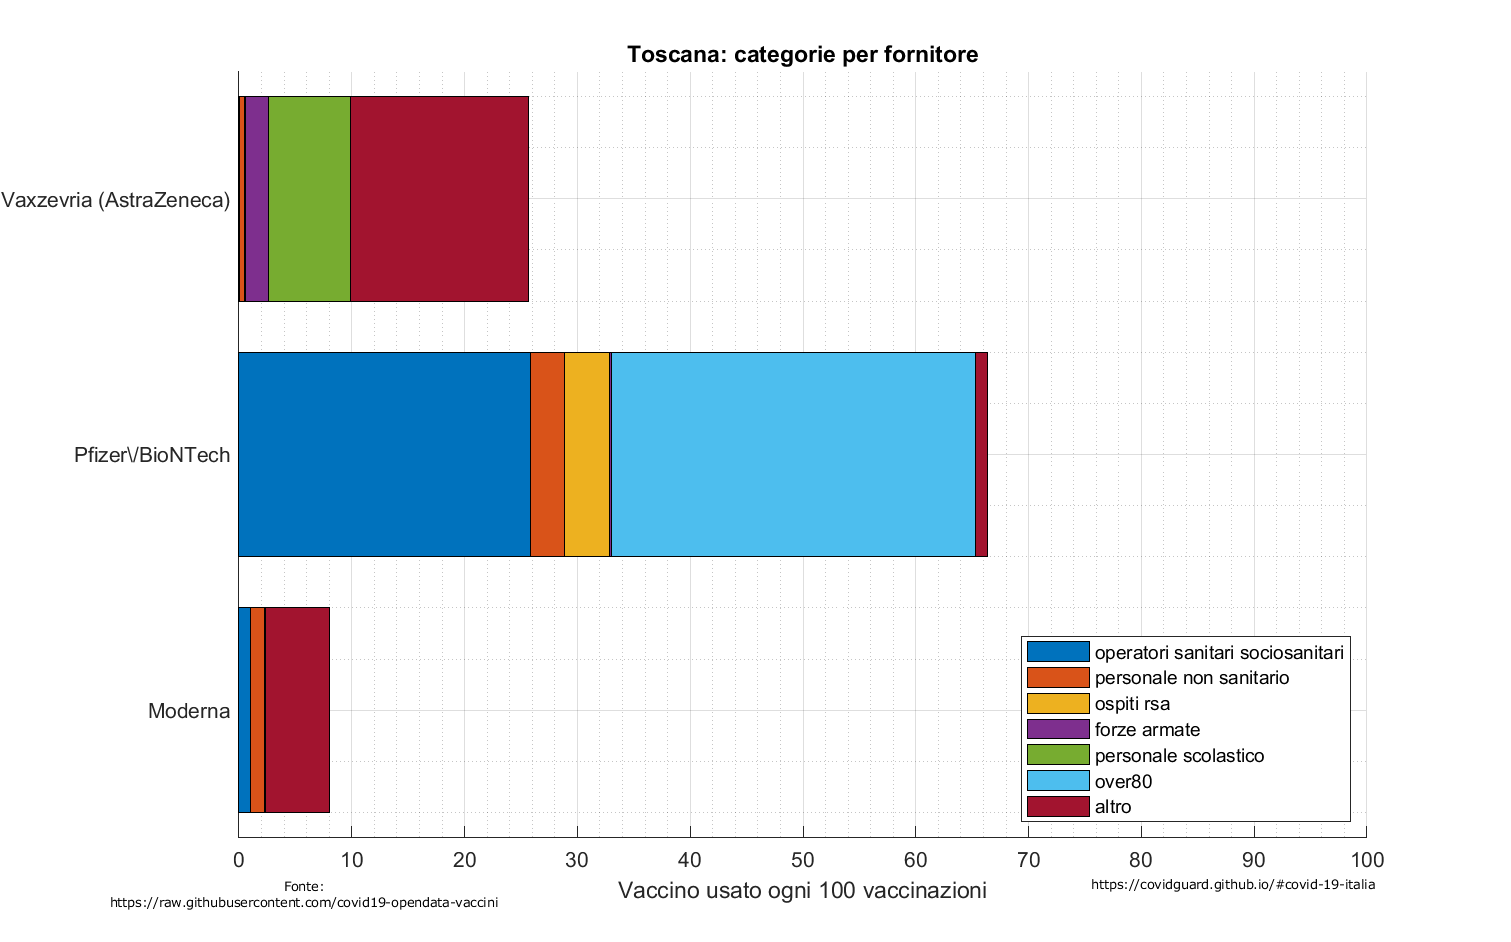 Toscana: categorie per fornitore
Vaxzevria (AstraZeneca)
Pfizer\/BioNTech
Moderna
operatori sanitari sociosanitari
personale non sanitario
ospiti rsa
forze armate
personale scolastico
over80
altro
0 10 20 30 40 50 60 70 80 90 100
Vaccino usato ogni 100 vaccinazioni
Fonte:
https://raw.githubusercontent.com/covid19-opendata-vaccini
https://covidguard.github.io/#covid-19-italia